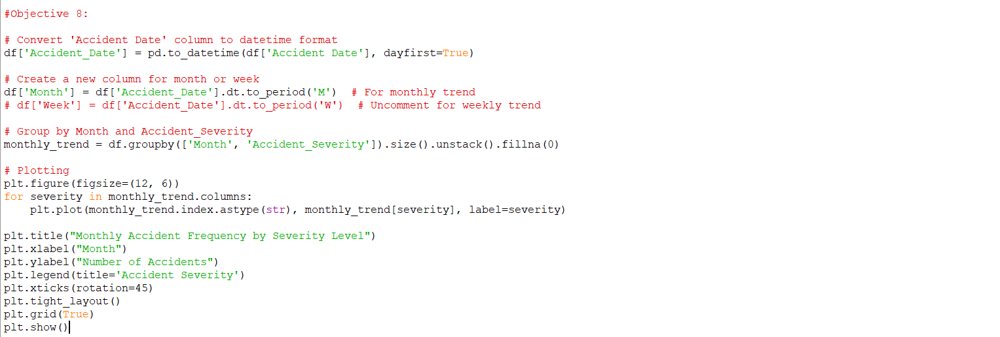 #Objective 8:

# Convert 'Accident Date' column to datetime format
df['Accident_Date'] = pd.to_datetime(df['Accident Date'], dayfirst=True)

# Create a new column for month or week
df['Month'] = df['Accident_Date'].dt.to_period('M')  # For monthly trend
# df['Week'] = df['Accident_Date'].dt.to_period('W')  # Uncomment for weekly trend

# Group by Month and Accident_Severity
monthly_trend = df.groupby(['Month', 'Accident_Severity']).size().unstack().fillna(0)

# Plotting
plt.figure(figsize=(12, 6))
for severity in monthly_trend.columns:
    plt.plot(monthly_trend.index.astype(str), monthly_trend[severity], label=severity)

plt.title("Monthly Accident Frequency by Severity Level")
plt.xlabel("Month")
plt.ylabel("Number of Accidents")
plt.legend(title='Accident Severity')
plt.xticks(rotation=45)
plt.tight_layout()
plt.grid(True)
plt.show()